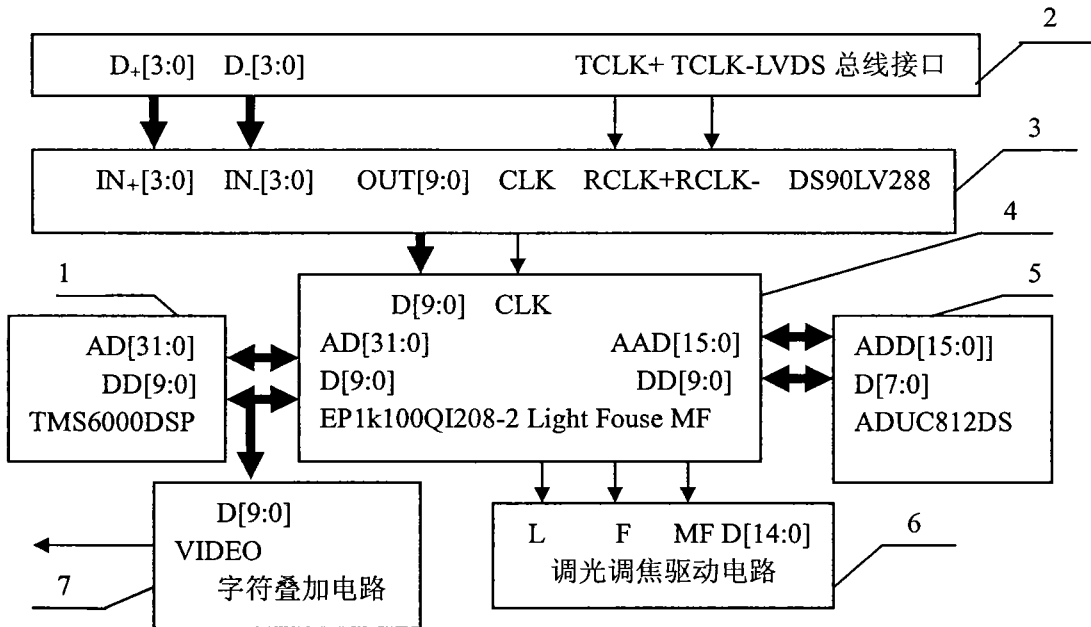 2
D₊[3:0] D₋[3:0] TCLK+ TCLK-LVDS 总线接口
3
IN₊[3:0] IN₋[3:0] OUT[9:0] CLK RCLK+RCLK- DS90LV288
4
1
5
D[9:0] CLK
AD[31:0]
DD[9:0]
TMS6000DSP
AD[31:0] AAD[15:0]
D[9:0] DD[9:0]
EP1k100QI208-2 Light Fouse MF
ADD[15:0]]
D[7:0]
ADUC812DS
D[9:0]
VIDEO
字符叠加电路
7
L F MF D[14:0]
调光调焦驱动电路
6